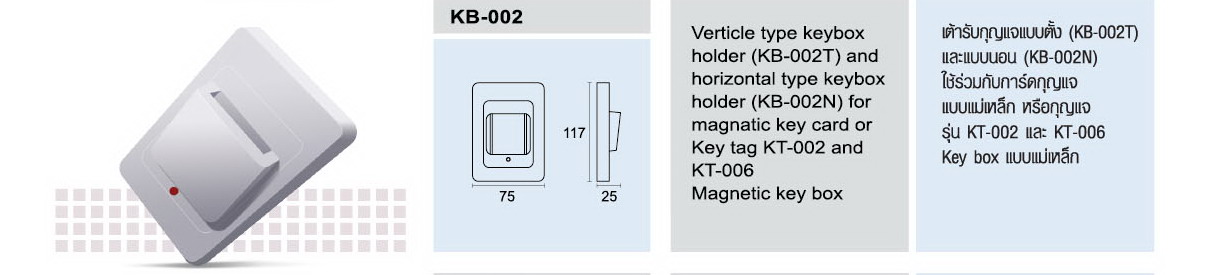 KB-002
117
75
25
Verticle type keybox
holder (KB-002T) and
horizontal type keybox
holder (KB-002N) for
magnatic key card or
Key tag KT-002 and
KT-006
Magnetic key box
เต้ารับกุญแจแบบตั้ง (KB-002T)
และแบบนอน (KB-002N)
ใช้ร่วมกับการ์ดกุญแจ
แบบแม่เหล็ก หรือกุญแจ
รุ่น KT-002 และ KT-006
Key box แบบแม่เหล็ก